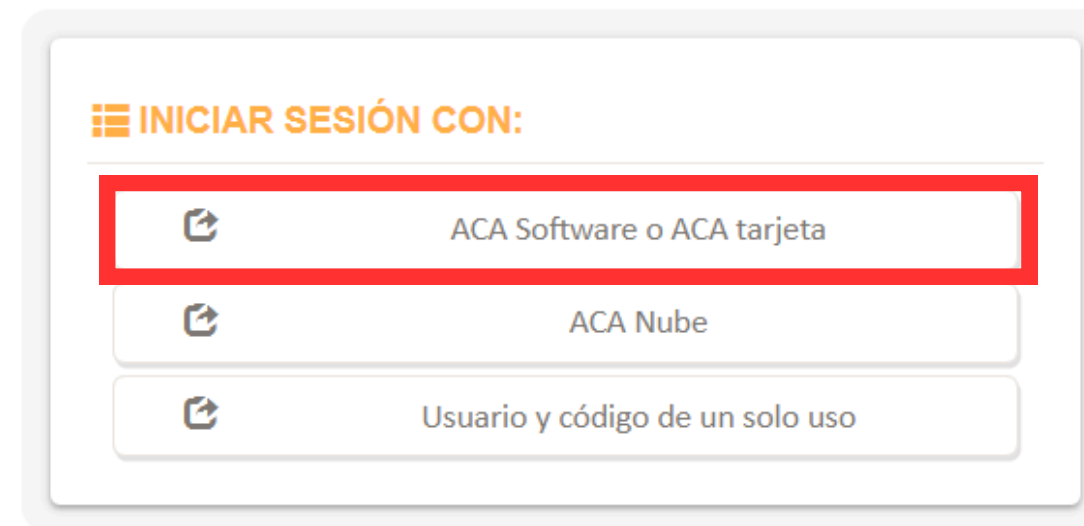 INICIAR SESIÓN CON:
ACA Software o ACA tarjeta
ACA Nube
Usuario y código de un solo uso